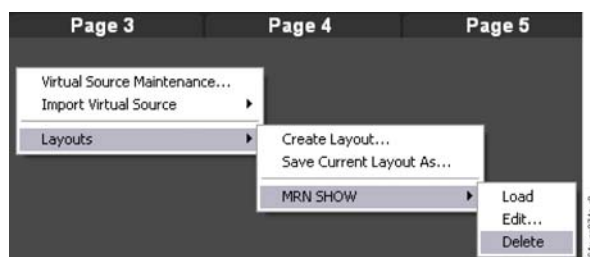 Page 3 Page 4 Page 5
Virtual Source Maintenance...
Import Virtual Source
Layouts
Create Layout...
Save Current Layout As...
MRN SHOW
Load
Edit...
Delete